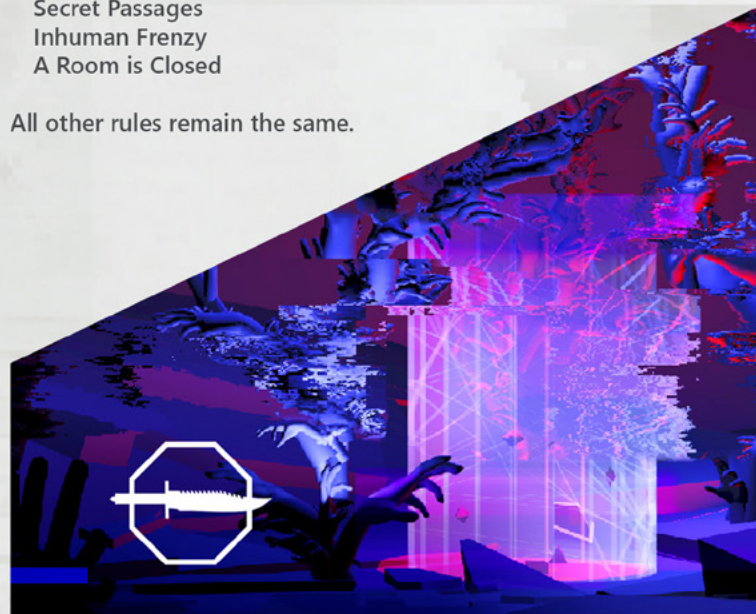 Secret Passages
Inhuman Frenzy
A Room is Closed
All other rules remain the same.